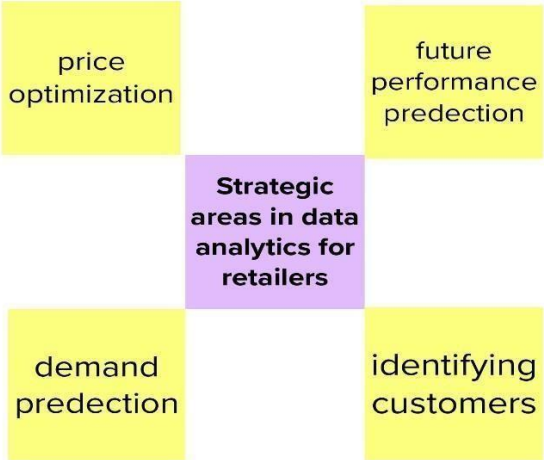 price
optimization
future
performance
predection
Strategic
areas in data
analytics for
retailers
demand
predection
identifying
customers